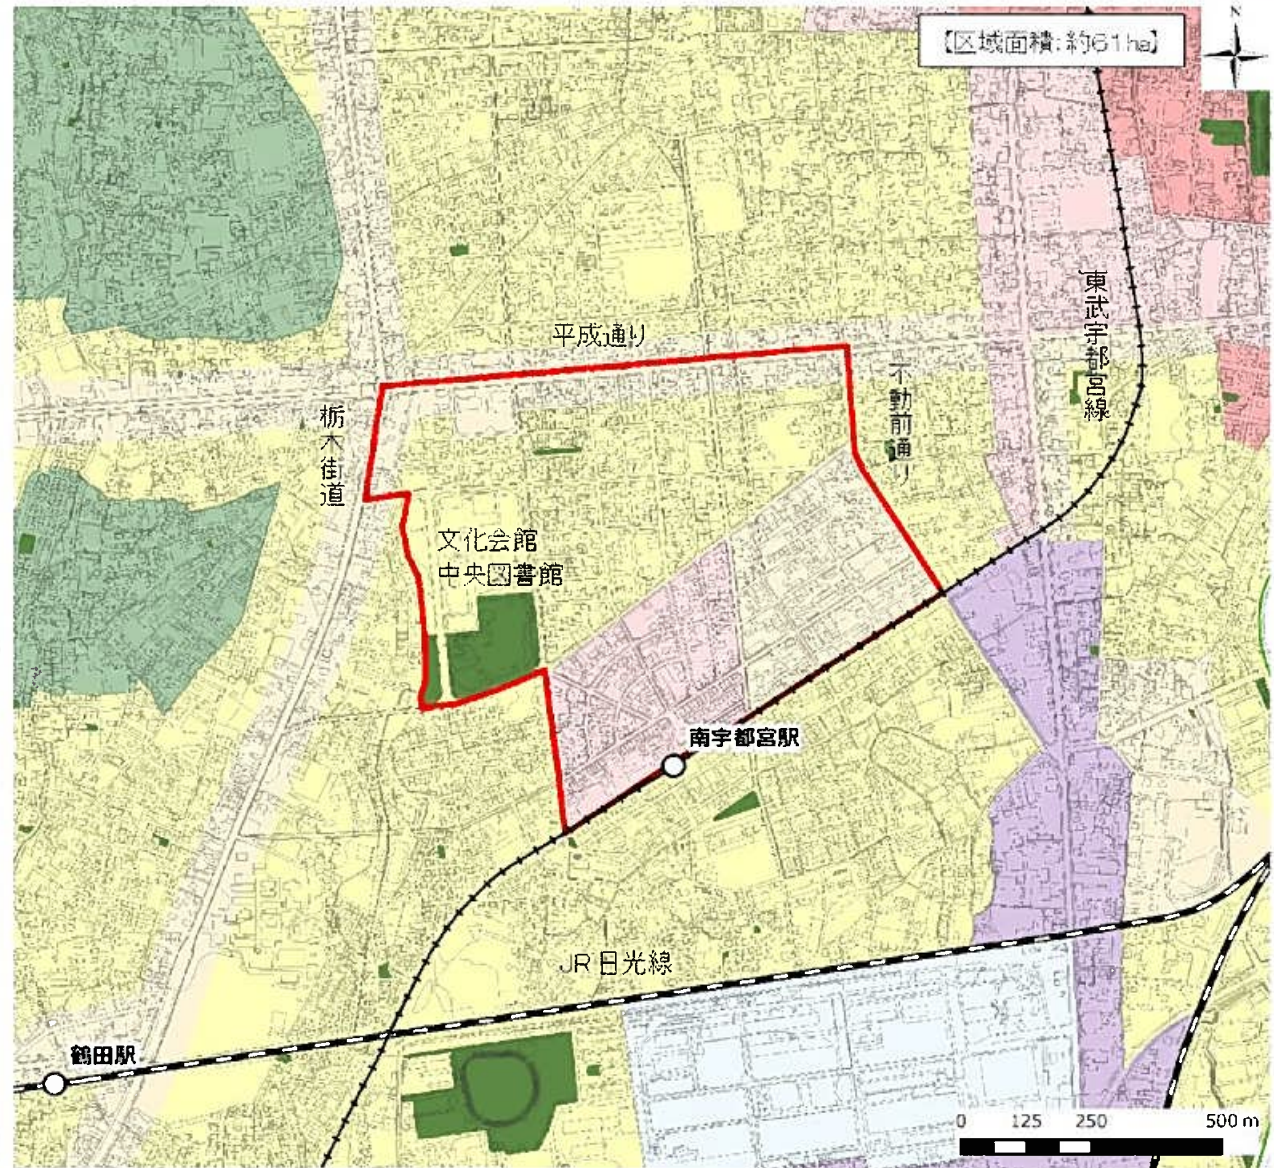 【区域面積:約61ha】
N
平成通り
東武宇都宮線
不動前通り
栃木街道
文化会館
中央図書館
南宇都宮駅
JR日光線
鶴田駅
0 125 250 500 m